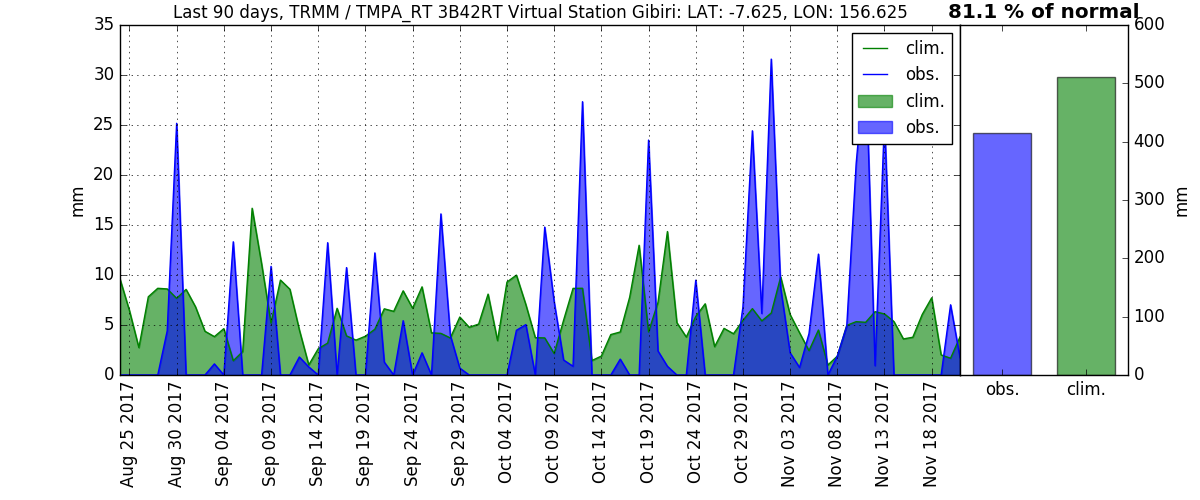 Last 90 days, TRMM / TMPA_RT 3B42RT Virtual Station Gibiri: LAT: -7.625, LON: 156.625
81.1 % of normal
35
30
25
20
15
10
5
0
mm
clim.
obs.
clim.
obs.
600
500
400
300
200
100
0
mm
obs.
clim.
Aug 25 2017
Aug 30 2017
Sep 04 2017
Sep 09 2017
Sep 14 2017
Sep 19 2017
Sep 24 2017
Sep 29 2017
Oct 04 2017
Oct 09 2017
Oct 14 2017
Oct 19 2017
Oct 24 2017
Oct 29 2017
Nov 03 2017
Nov 08 2017
Nov 13 2017
Nov 18 2017